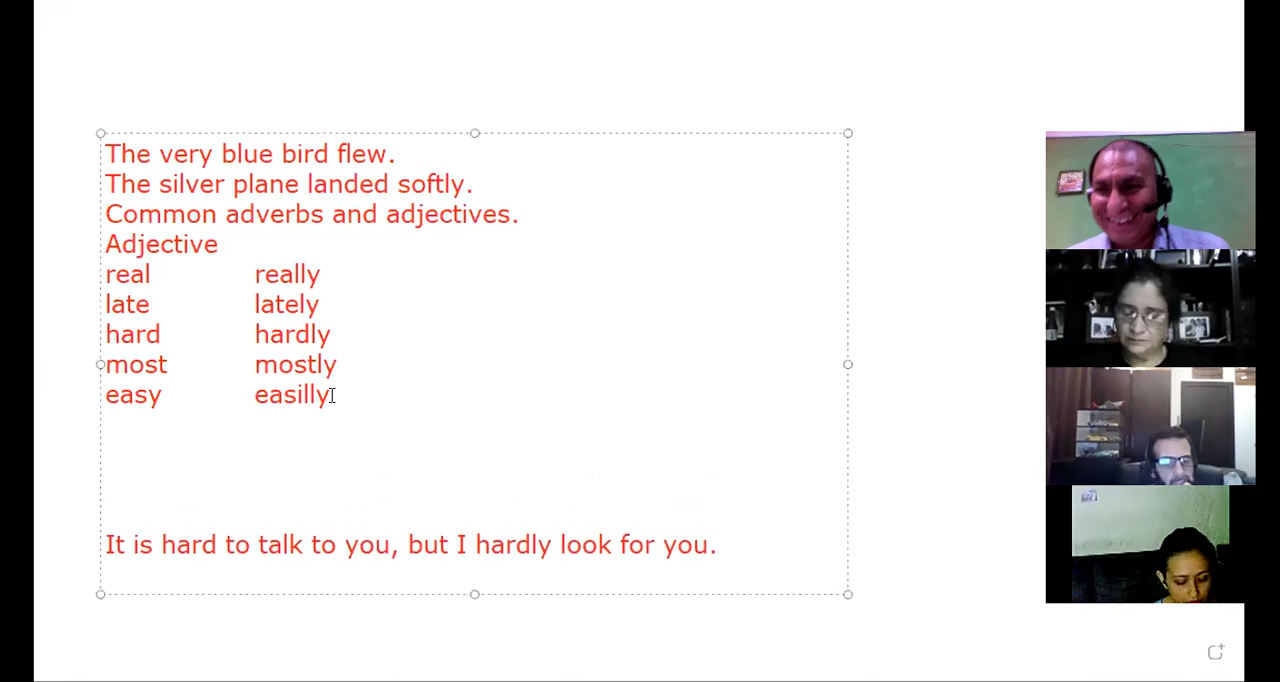 The very blue bird flew.
The silver plane landed softly.
Common adverbs and adjectives.
Adjective
real really
late lately
hard hardly
most mostly
easy easilly
It is hard to talk to you, but I hardly look for you.